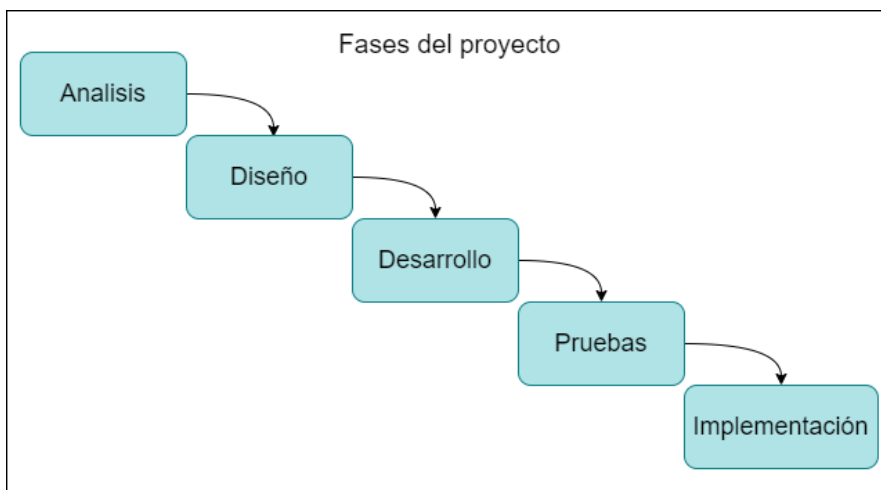 Fases del proyecto
Analisis
Diseño
Desarrollo
Pruebas
Implementación